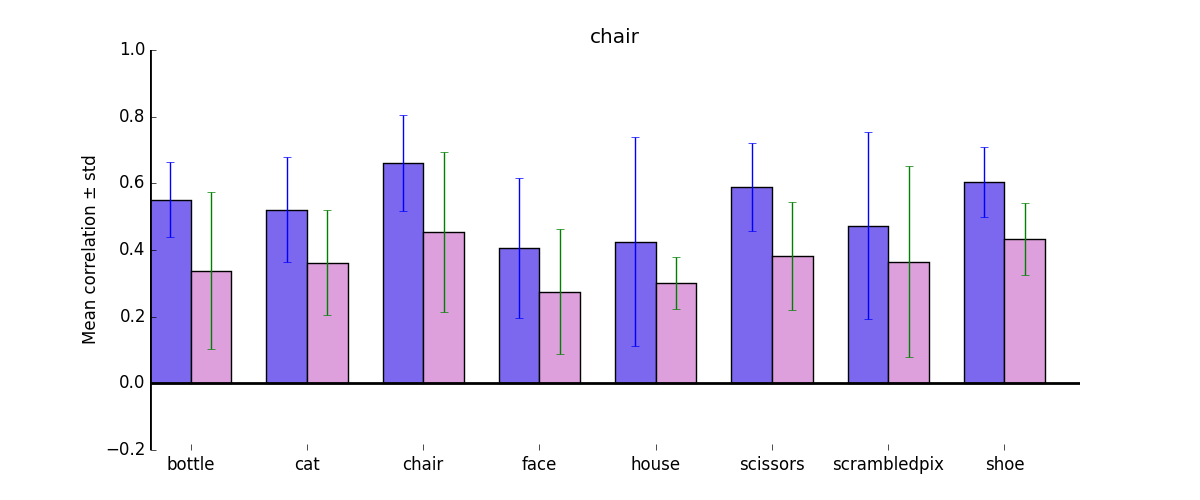 chair
Mean correlation ± std
1.0
0.8
0.6
0.4
0.2
0.0
−0.2
bottle cat chair face house scissors scrambledpix shoe